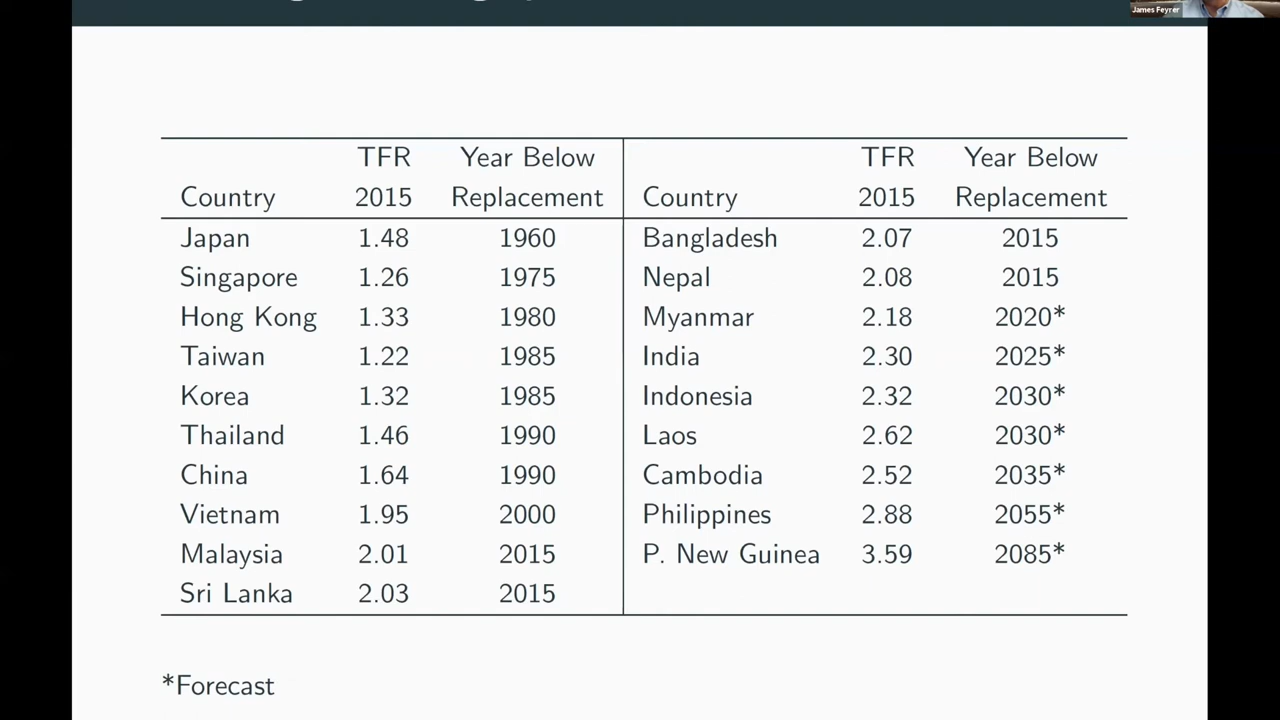 James Feyrer
TFR Year Below TFR Year Below
Country 2015 Replacement Country 2015 Replacement
Japan 1.48 1960 Bangladesh 2.07 2015
Singapore 1.26 1975 Nepal 2.08 2015
Hong Kong 1.33 1980 Myanmar 2.18 2020*
Taiwan 1.22 1985 India 2.30 2025*
Korea 1.32 1985 Indonesia 2.32 2030*
Thailand 1.46 1990 Laos 2.62 2030*
China 1.64 1990 Cambodia 2.52 2035*
Vietnam 1.95 2000 Philippines 2.88 2055*
Malaysia 2.01 2015 P. New Guinea 3.59 2085*
Sri Lanka 2.03 2015
*Forecast